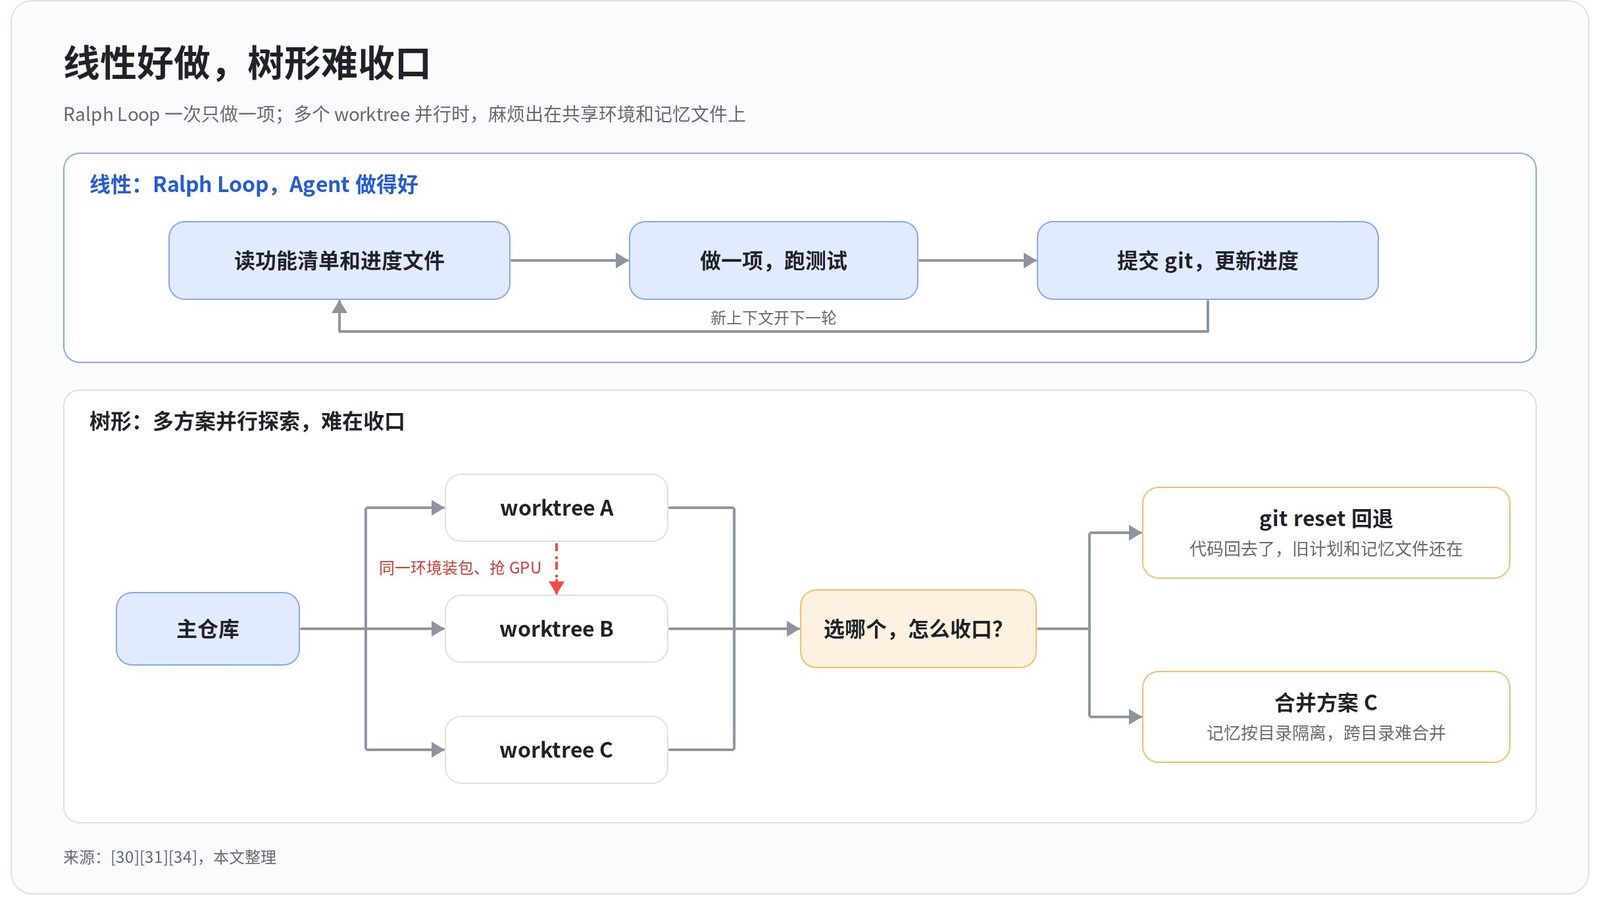 线性好做，树形难收口
Ralph Loop 一次只做一项；多个 worktree 并行时，麻烦出在共享环境和记忆文件上
线性：Ralph Loop，Agent 做得好
读功能清单和进度文件
做一项，跑测试
提交 git，更新进度
新上下文开下一轮
树形：多方案并行探索，难在收口
worktree A
同一环境装包、抢 GPU
主仓库
worktree B
worktree C
选哪个，怎么收口？
git reset 回退
代码回去了，旧计划和记忆文件还在
合并方案 C
记忆按目录隔离，跨目录难合并
来源：[30][31][34]，本文整理